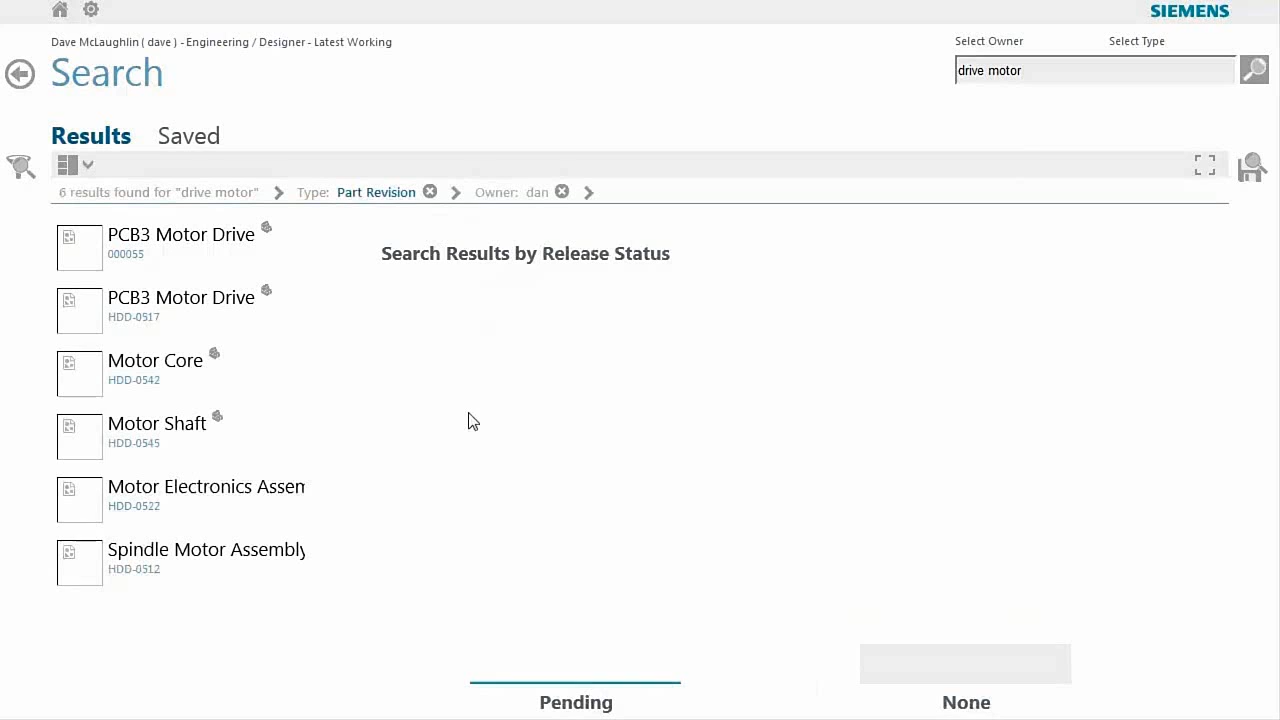 SIEMENS
Dave McLaughlin ( dave ) - Engineering / Designer - Latest Working
Select Owner
Select Type
Search
drive motor
Results
Saved
6 results found for "drive motor"
Type: Part Revision
Owner: dan
PCB3 Motor Drive
000055
Search Results by Release Status
PCB3 Motor Drive
HDD-0517
Motor Core
HDD-0542
Motor Shaft
HDD-0545
Motor Electronics Assem
HDD-0522
Spindle Motor Assembly
HDD-0512
Pending
None